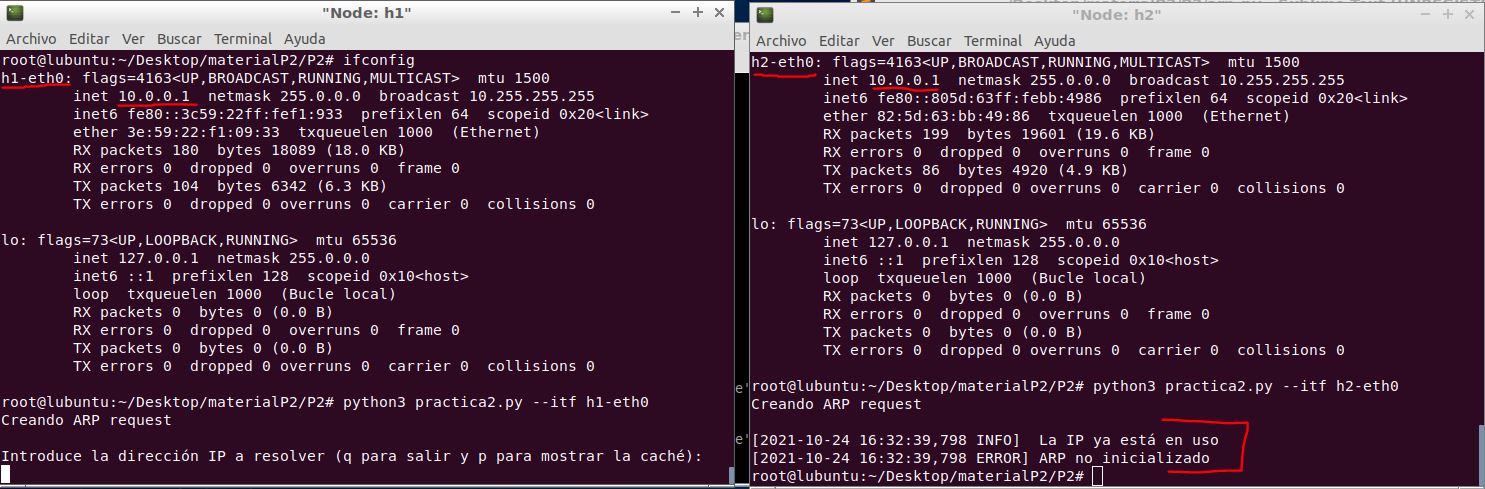 "Node: h1"
Archivo Editar Ver Buscar Terminal Ayuda
root@lubuntu:~/Desktop/materialP2/P2# ifconfig
h1-eth0: flags=4163<UP,BROADCAST,RUNNING,MULTICAST>  mtu 1500
        inet 10.0.0.1  netmask 255.0.0.0  broadcast 10.255.255.255
        inet6 fe80::3c59:22ff:fef1:933  prefixlen 64  scopeid 0x20<link>
        ether 3e:59:22:f1:09:33  txqueuelen 1000  (Ethernet)
        RX packets 180  bytes 18089 (18.0 KB)
        RX errors 0  dropped 0  overruns 0  frame 0
        TX packets 104  bytes 6342 (6.3 KB)
        TX errors 0  dropped 0 overruns 0  carrier 0  collisions 0
lo: flags=73<UP,LOOPBACK,RUNNING>  mtu 65536
        inet 127.0.0.1  netmask 255.0.0.0
        inet6 ::1  prefixlen 128  scopeid 0x10<host>
        loop  txqueuelen 1000  (Bucle local)
        RX packets 0  bytes 0 (0.0 B)
        RX errors 0  dropped 0  overruns 0  frame 0
        TX packets 0  bytes 0 (0.0 B)
        TX errors 0  dropped 0 overruns 0  carrier 0  collisions 0
root@lubuntu:~/Desktop/materialP2/P2# python3 practica2.py --itf h1-eth0
Creando ARP request
Introduce la dirección IP a resolver (q para salir y p para mostrar la caché):
"Node: h2"
Archivo Editar Ver Buscar Terminal Ayuda
h2-eth0: flags=4163<UP,BROADCAST,RUNNING,MULTICAST>  mtu 1500
        inet 10.0.0.1  netmask 255.0.0.0  broadcast 10.255.255.255
        inet6 fe80::805d:63ff:febb:4986  prefixlen 64  scopeid 0x20<link>
        ether 82:5d:63:bb:49:86  txqueuelen 1000  (Ethernet)
        RX packets 199  bytes 19601 (19.6 KB)
        RX errors 0  dropped 0  overruns 0  frame 0
        TX packets 86  bytes 4920 (4.9 KB)
        TX errors 0  dropped 0 overruns 0  carrier 0  collisions 0
lo: flags=73<UP,LOOPBACK,RUNNING>  mtu 65536
        inet 127.0.0.1  netmask 255.0.0.0
        inet6 ::1  prefixlen 128  scopeid 0x10<host>
        loop  txqueuelen 1000  (Bucle local)
        RX packets 0  bytes 0 (0.0 B)
        RX errors 0  dropped 0  overruns 0  frame 0
        TX packets 0  bytes 0 (0.0 B)
        TX errors 0  dropped 0 overruns 0  carrier 0  collisions 0
root@lubuntu:~/Desktop/materialP2/P2# python3 practica2.py --itf h2-eth0
Creando ARP request
[2021-10-24 16:32:39,798 INFO]  La IP ya está en uso
[2021-10-24 16:32:39,798 ERROR] ARP no inicializado
root@lubuntu:~/Desktop/materialP2/P2#